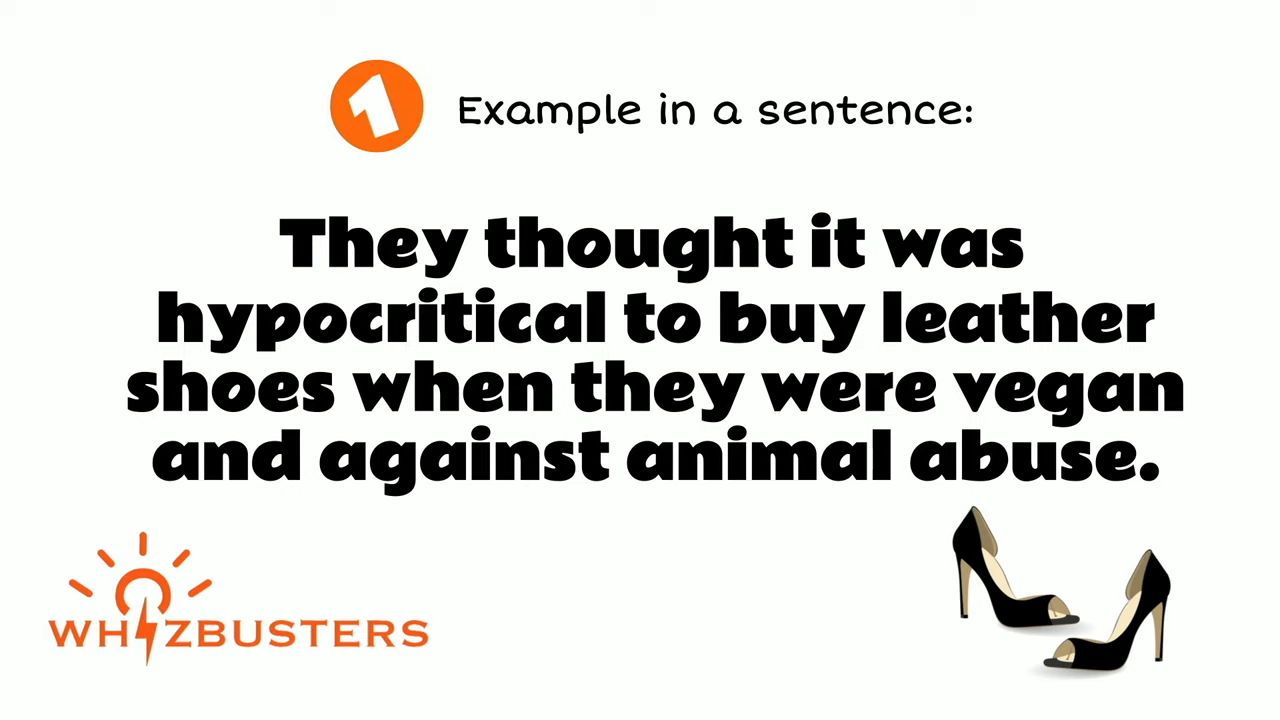 1
Example in a sentence:
They thought it was
hypocritical to buy leather
shoes when they were vegan
and against animal abuse.
WHIZBUSTERS